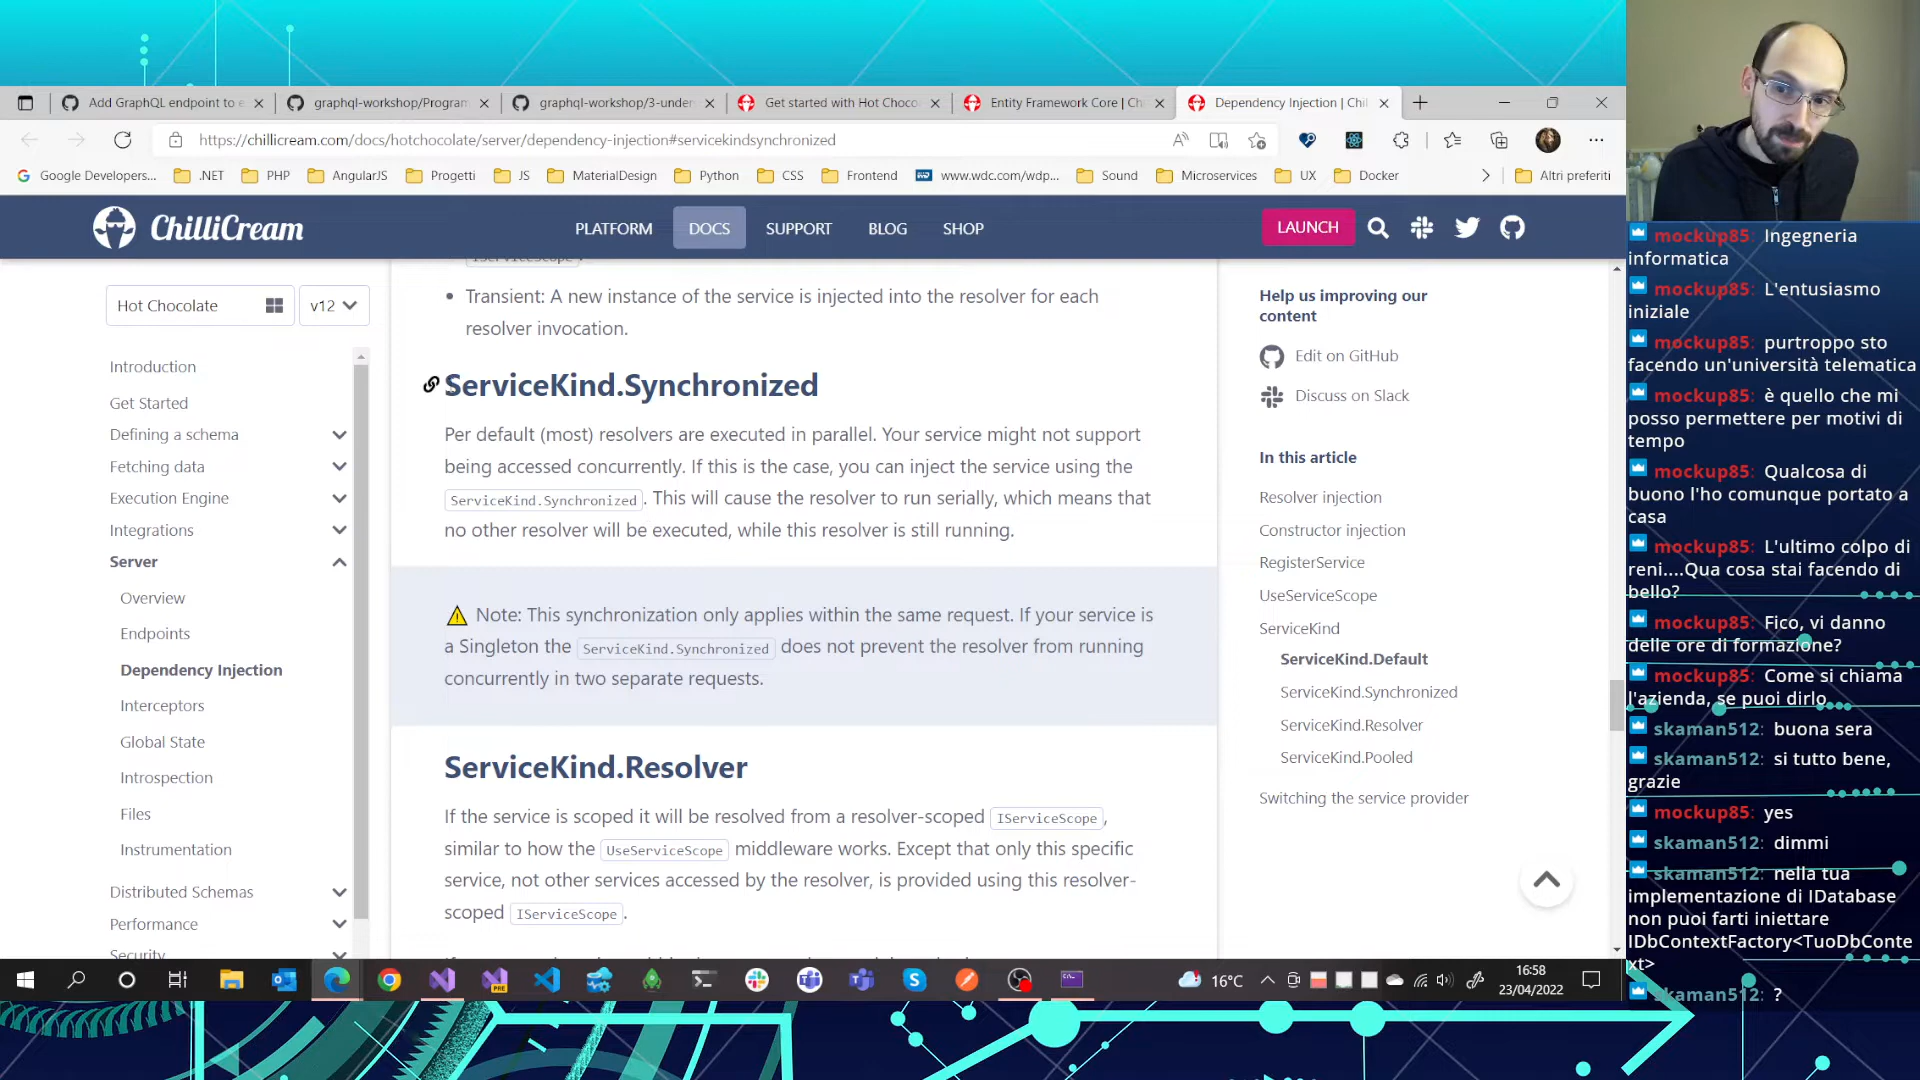 Add GraphQL endpoint to e
graphql-workshop/Program
graphql-workshop/3-under
Get started with Hot Choco
Entity Framework Core | Ch
Dependency Injection | Chil
https://chillicream.com/docs/hotchocolate/server/dependency-injection#servicekindsynchronized
Google Developers...
.NET
PHP
AngularJS
Progetti
JS
MaterialDesign
Python
CSS
Frontend
www.wdc.com/wdp...
Sound
Microservices
UX
Docker
Altri preferiti
ChilliCream
PLATFORM
DOCS
SUPPORT
BLOG
SHOP
LAUNCH
Hot Chocolate
v12
Introduction
Get Started
Defining a schema
Fetching data
Execution Engine
Integrations
Server
Overview
Endpoints
Dependency Injection
Interceptors
Global State
Introspection
Files
Instrumentation
Distributed Schemas
Performance
Security
IServiceScope.
• Transient: A new instance of the service is injected into the resolver for each
resolver invocation.
ServiceKind.Synchronized
Per default (most) resolvers are executed in parallel. Your service might not support
being accessed concurrently. If this is the case, you can inject the service using the
ServiceKind.Synchronized. This will cause the resolver to run serially, which means that
no other resolver will be executed, while this resolver is still running.
Note: This synchronization only applies within the same request. If your service is
a Singleton the ServiceKind.Synchronized does not prevent the resolver from running
concurrently in two separate requests.
ServiceKind.Resolver
If the service is scoped it will be resolved from a resolver-scoped IServiceScope,
similar to how the UseServiceScope middleware works. Except that only this specific
service, not other services accessed by the resolver, is provided using this resolver-
scoped IServiceScope.
Help us improving our
content
Edit on GitHub
Discuss on Slack
In this article
Resolver injection
Constructor injection
RegisterService
UseServiceScope
ServiceKind
ServiceKind.Default
ServiceKind.Synchronized
ServiceKind.Resolver
ServiceKind.Pooled
Switching the service provider
PRE
16°C
16:58
23/04/2022
mockup85: Ingegneria
informatica
mockup85: L'entusiasmo
iniziale
mockup85: purtroppo sto
facendo un'università telematica
mockup85: è quello che mi
posso permettere per motivi di
tempo
mockup85: Qualcosa di
buono l'ho comunque portato a
casa
mockup85: L'ultimo colpo di
reni....Qua cosa stai facendo di
bello?
mockup85: Fico, vi danno
delle ore di formazione?
mockup85: Come si chiama
l'azienda, se puoi dirlo
skaman512: buona sera
skaman512: si tutto bene,
grazie
mockup85: yes
skaman512: dimmi
skaman512: nella tua
implementazione di IDatabase
non puoi farti iniettare
IDbContextFactory<TuoDbConte
xt>
skaman512: ?